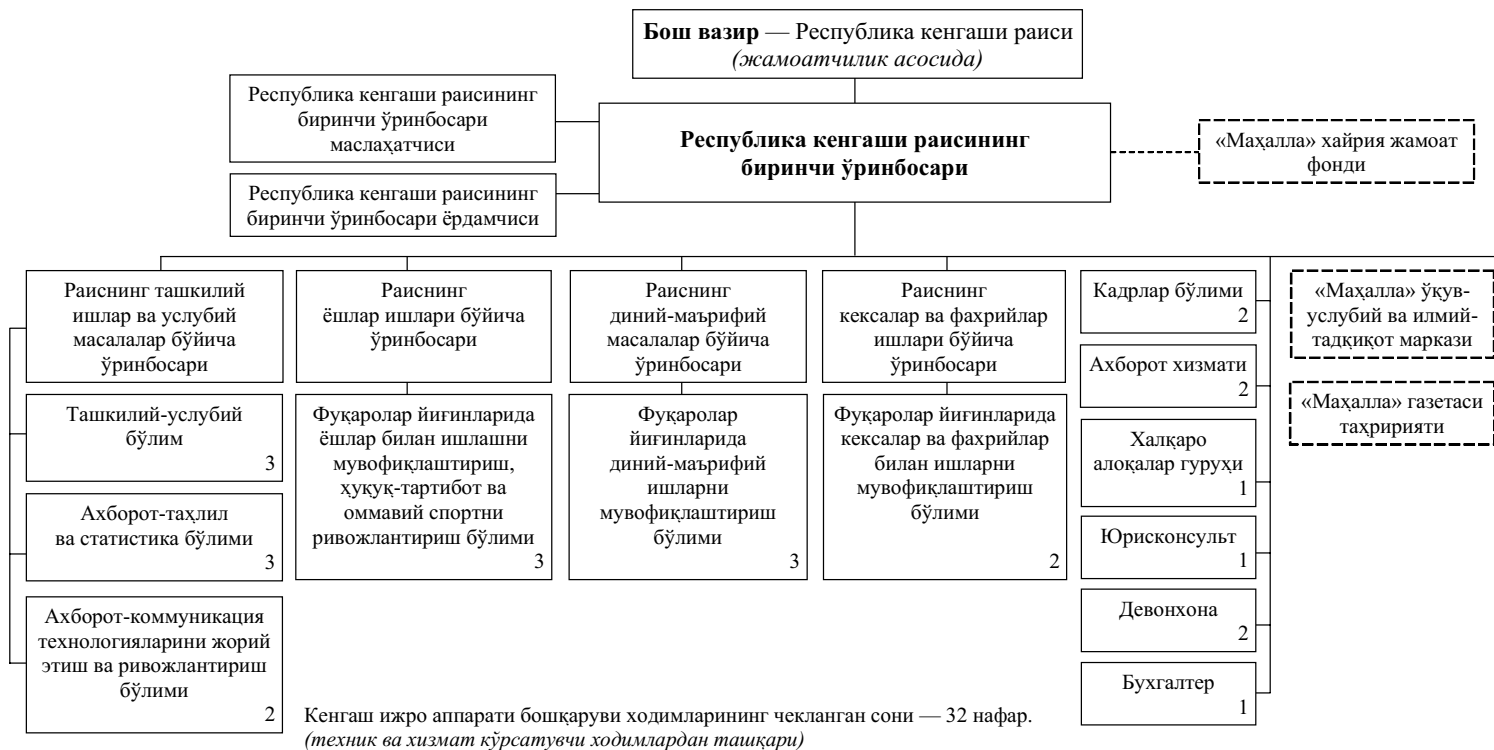 Бош вазир — Республика кенгаши раиси
(жамоатчилик асосида)
Республика кенгаши раисининг
биринчи ўринбосари
маслаҳатчиси
Республика кенгаши раисининг
биринчи ўринбосари
«Маҳалла» хайрия жамоат
фонди
Республика кенгаши раисининг
биринчи ўринбосари ёрдамчиси
Раиснинг ташкилий
ишлар ва услубий
масалалар бўйича
ўринбосари
Раиснинг
ёшлар ишлари бўйича
ўринбосари
Раиснинг
диний-маърифий
масалалар бўйича
ўринбосари
Раиснинг
кексалар ва фахрийлар
ишлари бўйича
ўринбосари
Кадрлар бўлими
2
«Маҳалла» ўқув-
услубий ва илмий-
тадқиқот маркази
Ташкилий-услубий
бўлим
3
Фуқаролар йиғинларида
ёшлар билан ишлашни
мувофиқлаштириш,
ҳуқуқ-тартибот ва
оммавий спортни
ривожлантириш бўлими
3
Фуқаролар
йиғинларида
диний-маърифий
ишларни
мувофиқлаштириш
бўлими
3
Фуқаролар йиғинларида
кексалар ва фахрийлар
билан ишларни
мувофиқлаштириш
бўлими
2
Ахборот хизмати
2
«Маҳалла» газетаси
таҳририяти
Халқаро
алоқалар гуруҳи
1
Ахборот-таҳлил
ва статистика бўлими
3
Юрисконсульт
1
Ахборот-коммуникация
технологияларини жорий
этиш ва ривожлантириш
бўлими
2
Девонхона
2
Бухгалтер
1
Кенгаш ижро аппарати бошқаруви ходимларининг чекланган сони — 32 нафар.
(техник ва хизмат кўрсатувчи ходимлардан ташқари)